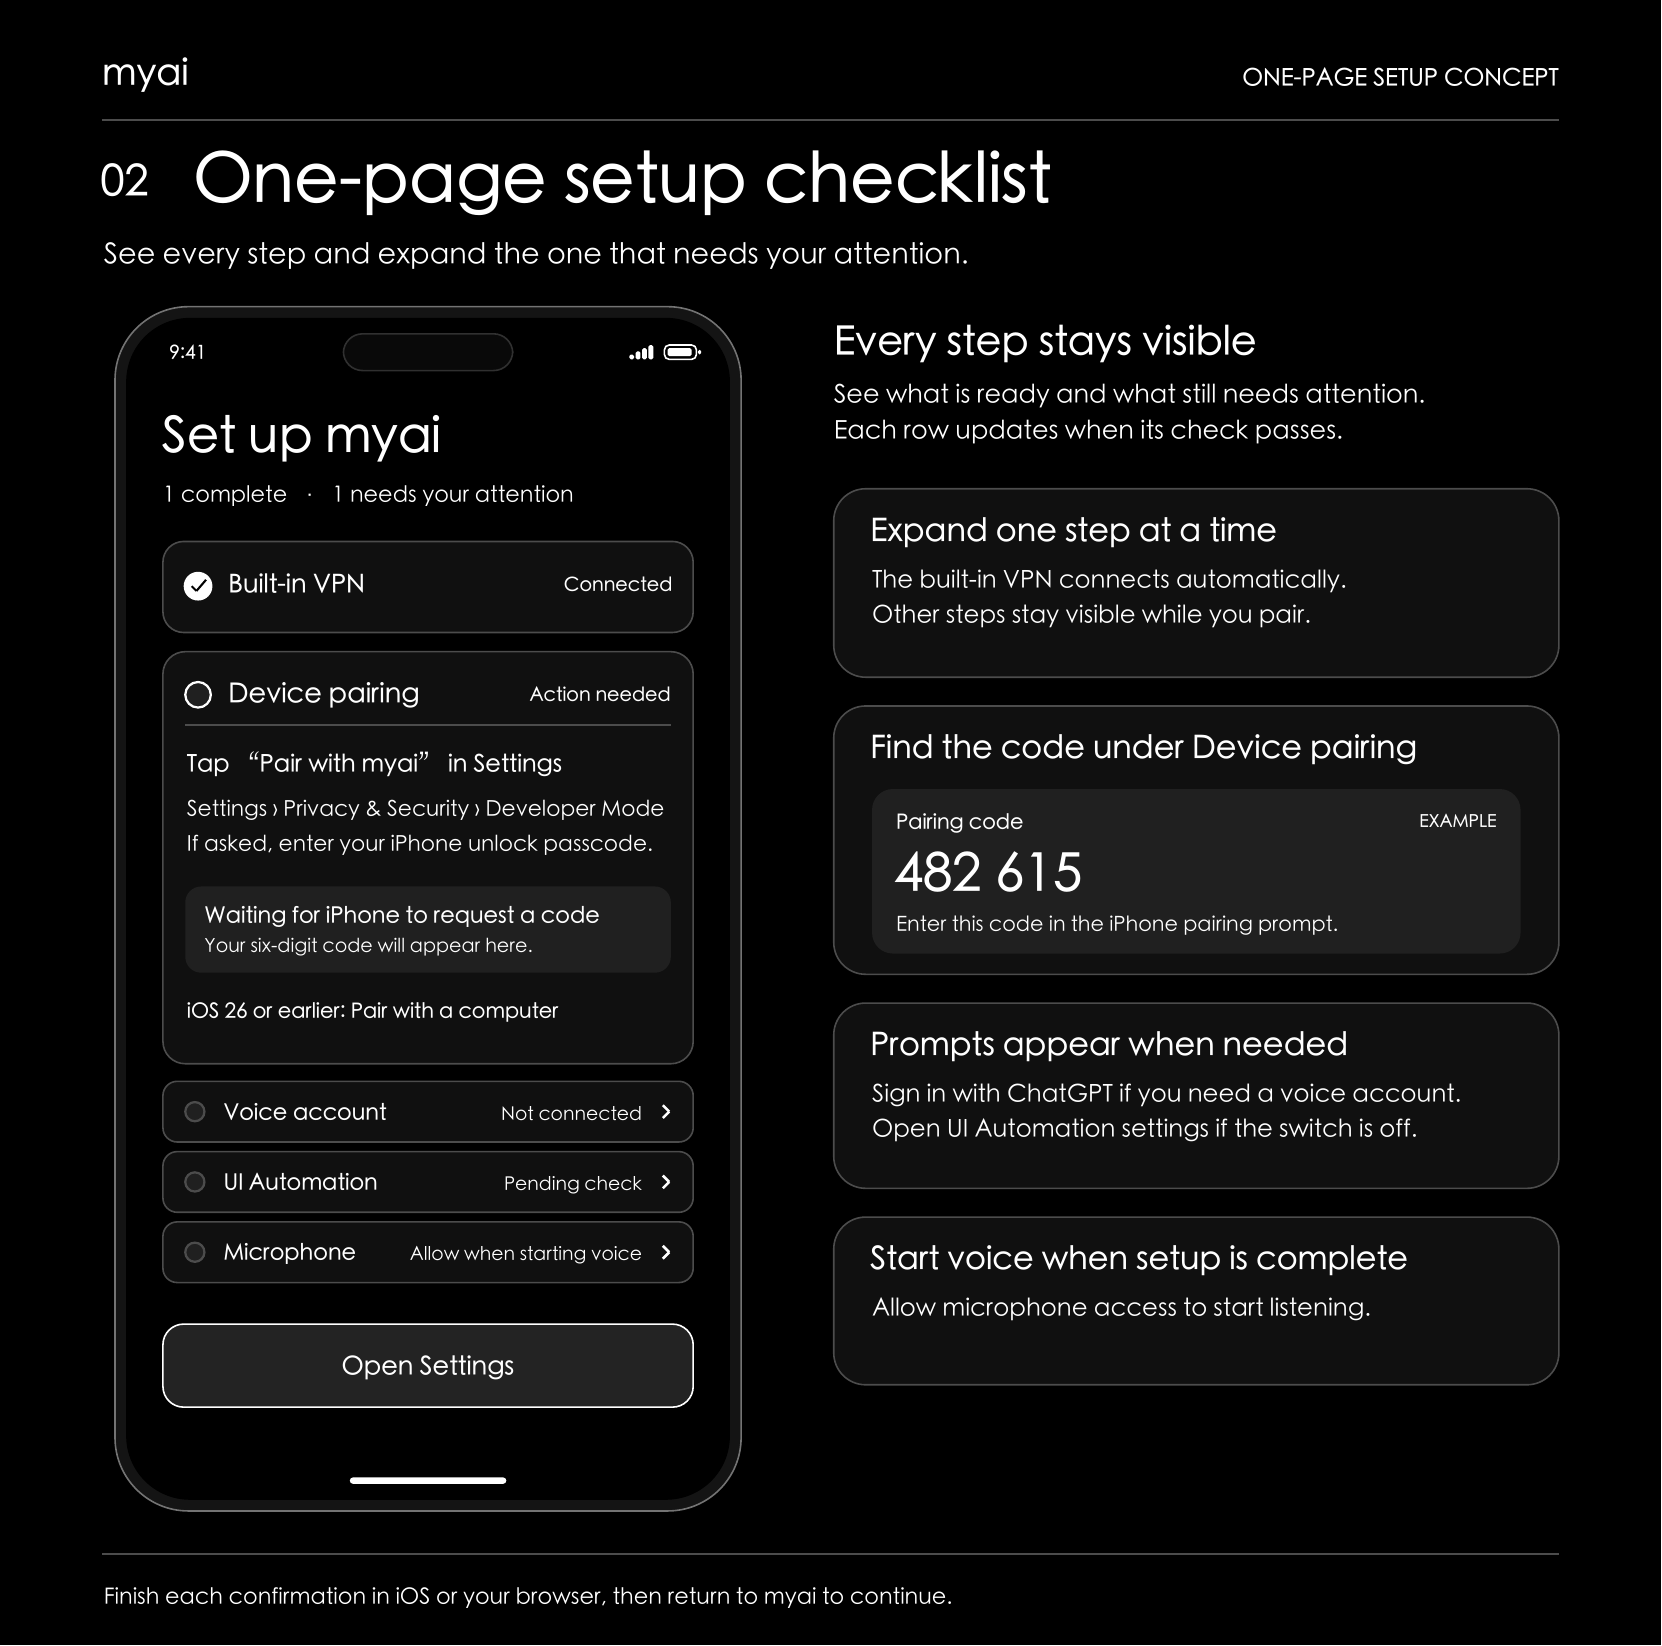 myai
ONE-PAGE SETUP CONCEPT
02 One-page setup checklist
See every step and expand the one that needs your attention.
9:41
Set up myai
1 complete · 1 needs your attention
Built-in VPN Connected
Device pairing Action needed
Tap “Pair with myai” in Settings
Settings › Privacy & Security › Developer Mode
If asked, enter your iPhone unlock passcode.
Waiting for iPhone to request a code
Your six-digit code will appear here.
iOS 26 or earlier: Pair with a computer
Voice account Not connected ›
UI Automation Pending check ›
Microphone Allow when starting voice ›
Open Settings
Every step stays visible
See what is ready and what still needs attention.
Each row updates when its check passes.
Expand one step at a time
The built-in VPN connects automatically.
Other steps stay visible while you pair.
Find the code under Device pairing
Pairing code EXAMPLE
482 615
Enter this code in the iPhone pairing prompt.
Prompts appear when needed
Sign in with ChatGPT if you need a voice account.
Open UI Automation settings if the switch is off.
Start voice when setup is complete
Allow microphone access to start listening.
Finish each confirmation in iOS or your browser, then return to myai to continue.